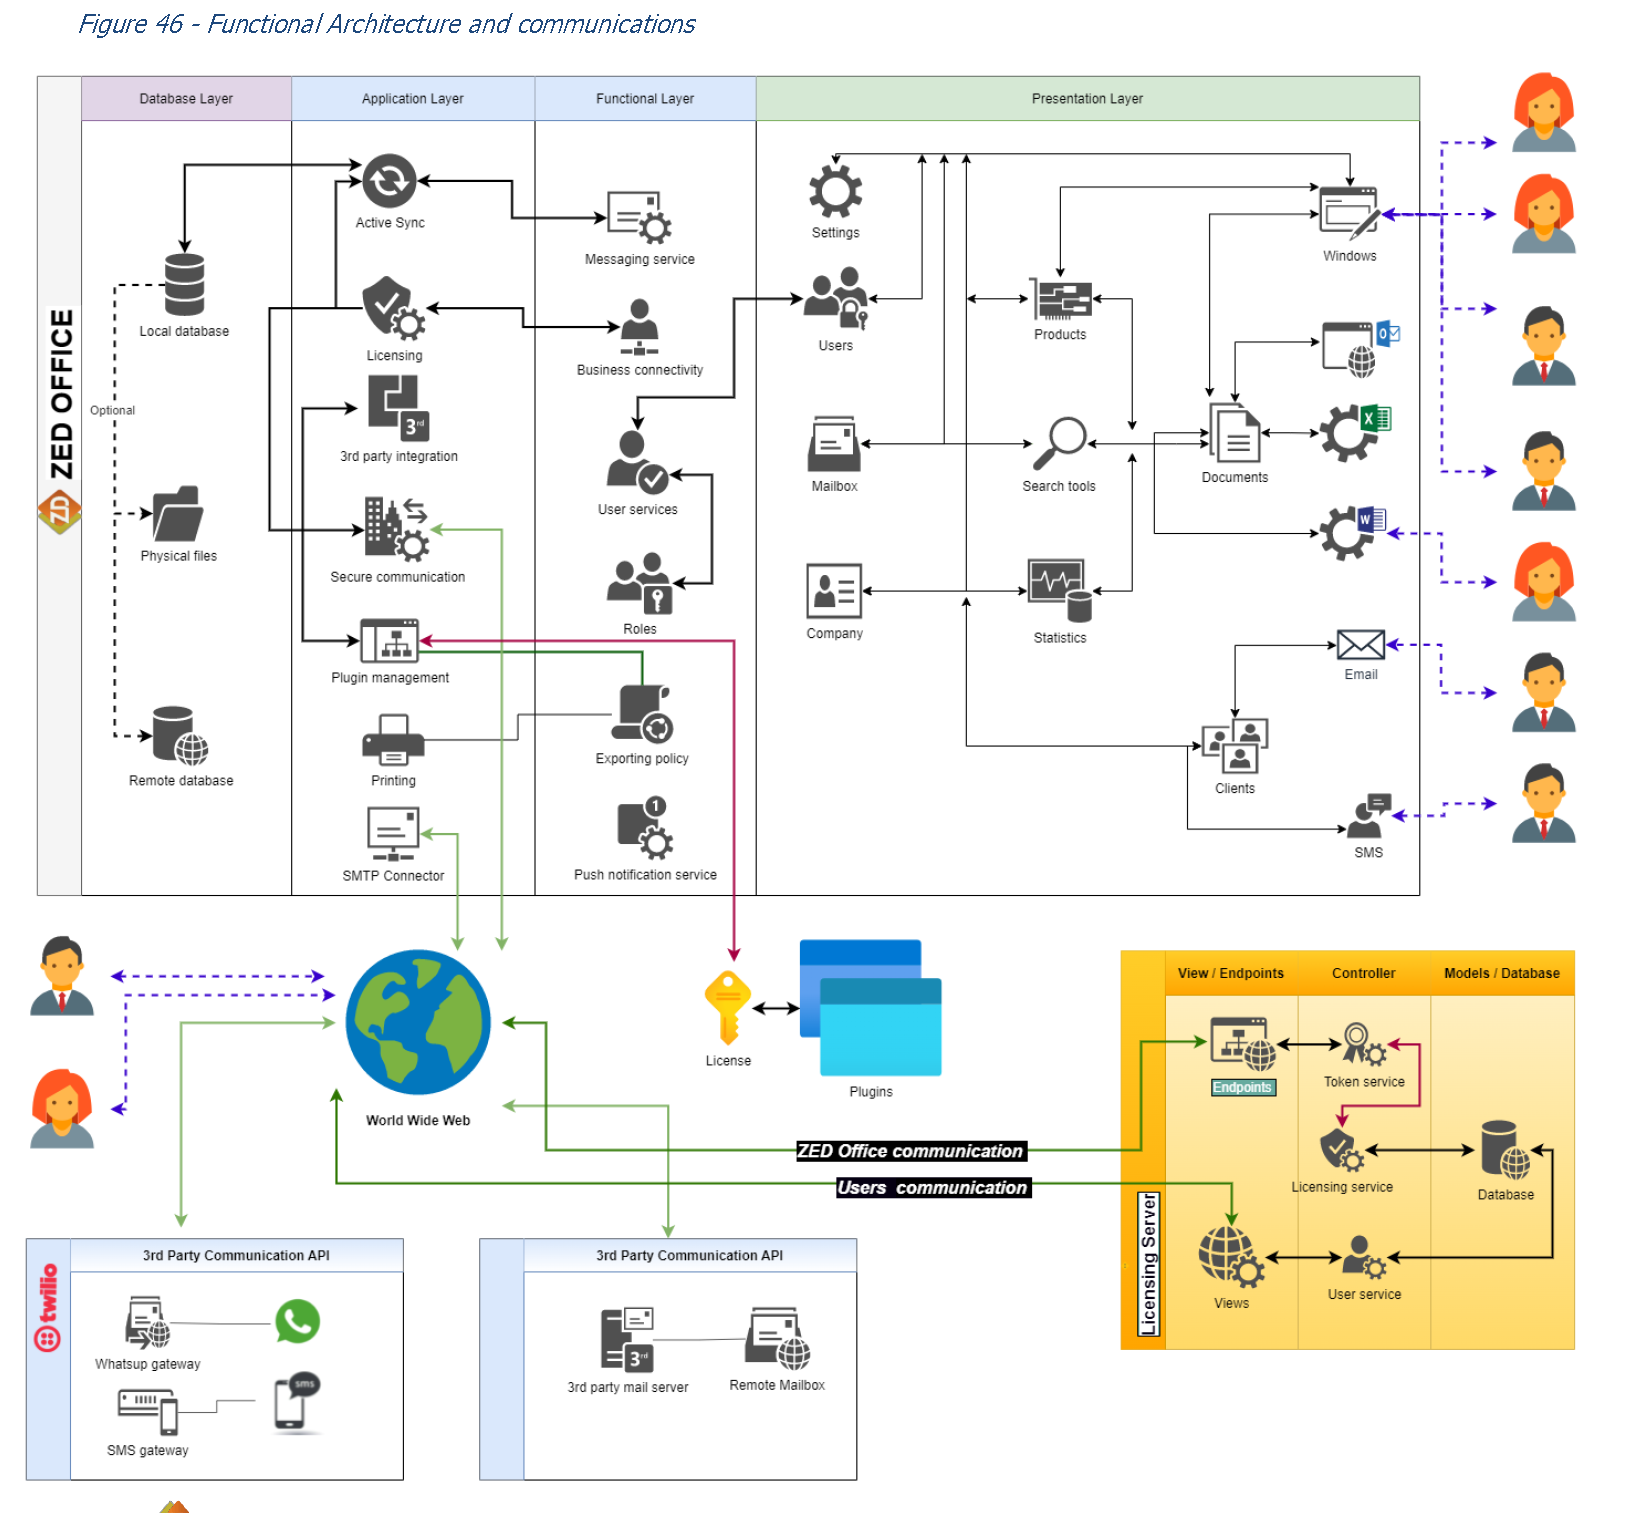 Figure 46 - Functional Architecture and communications
Database Layer
Application Layer
Functional Layer
Presentation Layer
ZED OFFICE
ZD
Active Sync
Messaging service
Settings
Windows
Local database
Licensing
Business connectivity
Users
Products
O
Optional
3rd
3rd party integration
User services
Mailbox
Search tools
Documents
X
W
Physical files
Secure communication
Roles
Company
Statistics
Plugin management
Email
Remote database
Printing
Exporting policy
Clients
1
SMTP Connector
Push notification service
SMS
World Wide Web
License
Plugins
View / Endpoints
Controller
Models / Database
Endpoints
Token service
Licensing service
Database
Views
User service
Licensing Server
ZED Office communication
Users communication
3rd Party Communication API
twilio
Whatsup gateway
sms
SMS gateway
3rd Party Communication API
3rd
3rd party mail server
Remote Mailbox